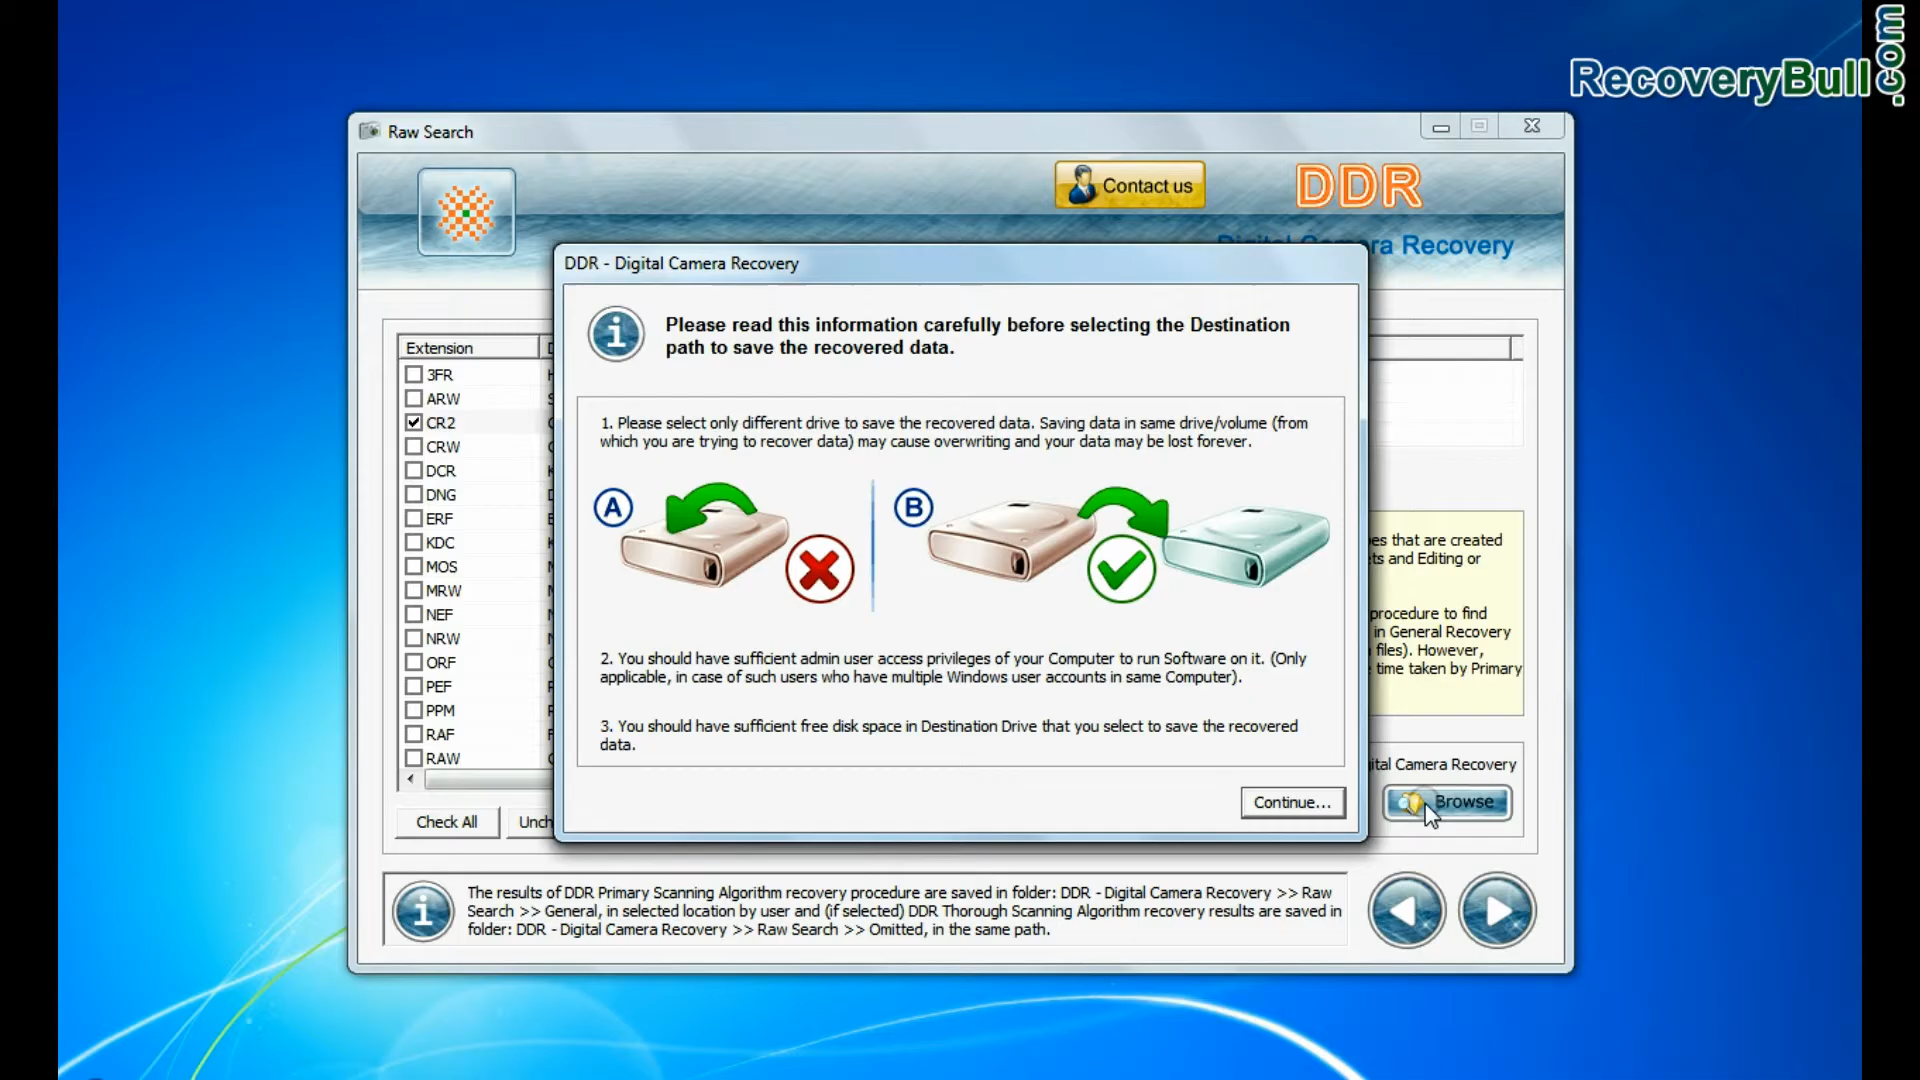 RecoveryBull.com
Raw Search
Contact us
DDR
Digital Camera Recovery
DDR - Digital Camera Recovery
Please read this information carefully before selecting the Destination
path to save the recovered data.
1. Please select only different drive to save the recovered data. Saving data in same drive/volume (from
which you are trying to recover data) may cause overwriting and your data may be lost forever.
A
B
2. You should have sufficient admin user access privileges of your Computer to run Software on it. (Only
applicable, in case of such users who have multiple Windows user accounts in same Computer).
3. You should have sufficient free disk space in Destination Drive that you select to save the recovered
data.
Continue...
Extension
3FR
ARW
CR2
CRW
DCR
DNG
ERF
KDC
MOS
MRW
NEF
NRW
ORF
PEF
PPM
RAF
RAW
that are created
and Editing or
procedure to find
in General Recovery
files). However,
time taken by Primary
Camera Recovery
Browse
Check All
The results of DDR Primary Scanning Algorithm recovery procedure are saved in folder: DDR - Digital Camera Recovery >> Raw
Search >> General, in selected location by user and (if selected) DDR Thorough Scanning Algorithm recovery results are saved in
folder: DDR - Digital Camera Recovery >> Raw Search >> Omitted, in the same path.